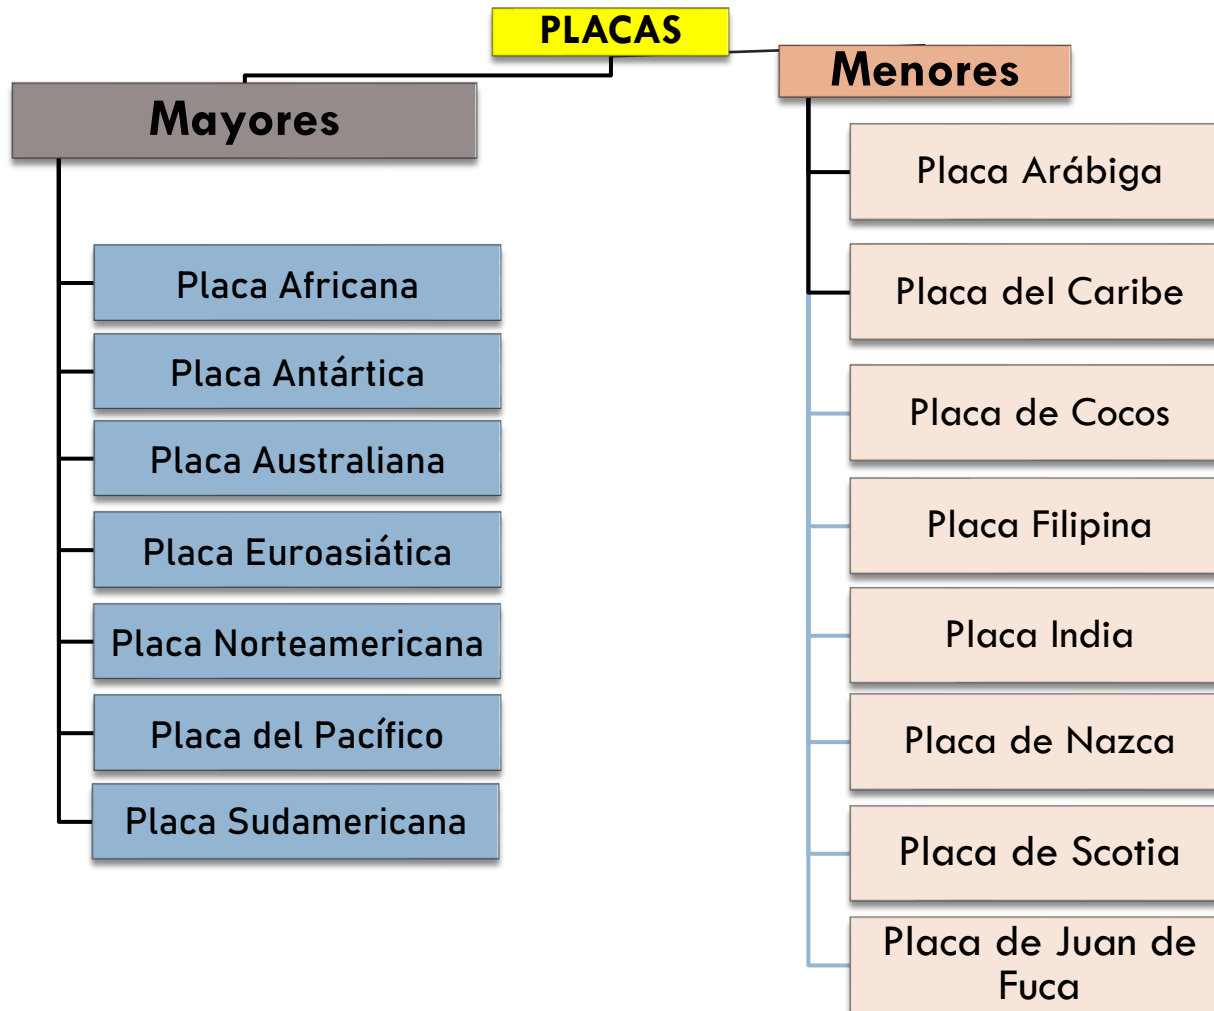 PLACAS
Mayores
Placa Africana
Placa Antártica
Placa Australiana
Placa Euroasiática
Placa Norteamericana
Placa del Pacífico
Placa Sudamericana
Menores
Placa Arábiga
Placa del Caribe
Placa de Cocos
Placa Filipina
Placa India
Placa de Nazca
Placa de Scotia
Placa de Juan de
Fuca